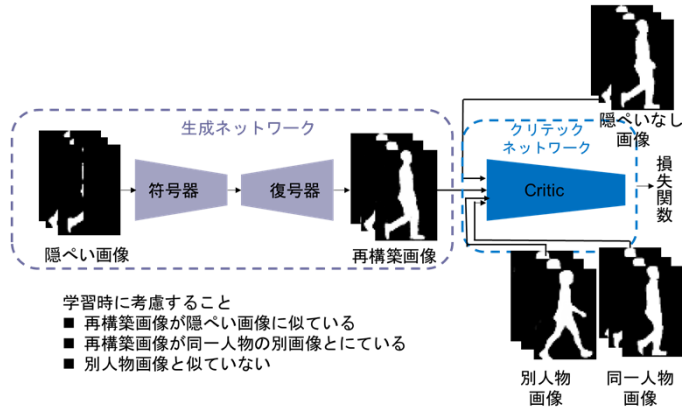 生成ネットワーク
隠ぺい画像
符号器
復号器
再構築画像
クリテック
ネットワーク
Critic
隠ぺいなし
画像
損失関数
別人物
画像
同一人物
画像
学習時に考慮すること
■ 再構築画像が隠ぺい画像に似ている
■ 再構築画像が同一人物の別画像とにている
■ 別人物画像と似ていない